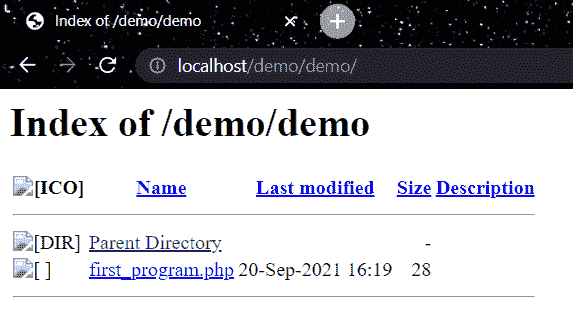 Index of /demo/demo
localhost/demo/demo/
Index of /demo/demo
[ICO] Name Last modified Size Description
[DIR] Parent Directory -
[ ] first_program.php 20-Sep-2021 16:19 28